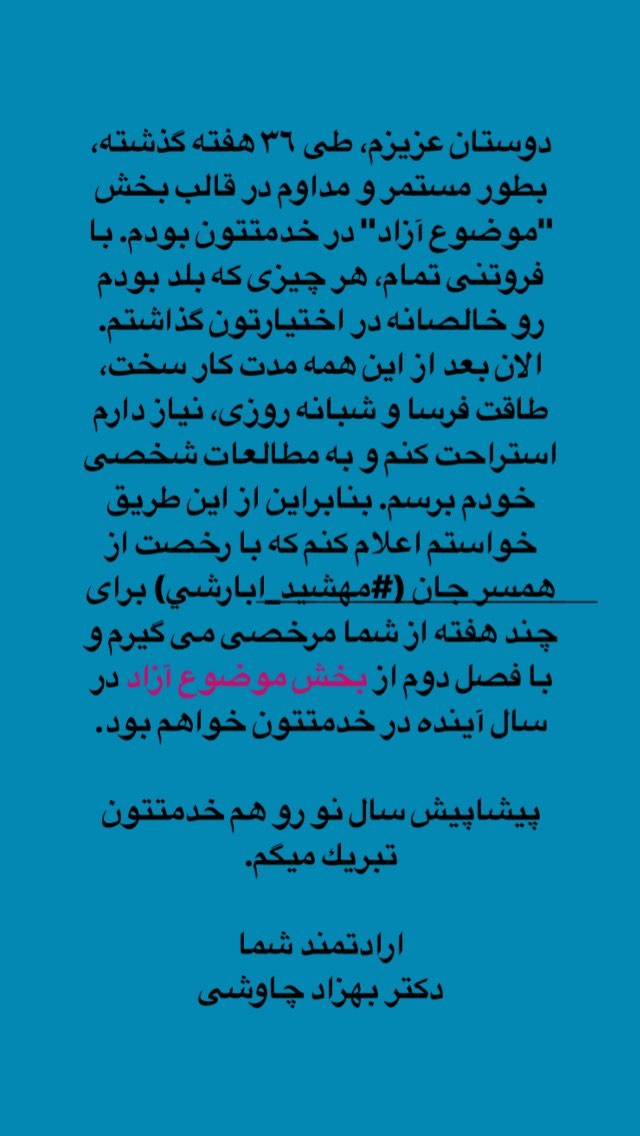 دوستان عزیزم، طی ۳۶ هفته گذشته،
بطور مستمر و مداوم در قالب بخش
"موضوع آزاد" در خدمتتون بودم. با
فروتنی تمام، هر چیزی که بلد بودم
رو خالصانه در اختیارتون گذاشتم.
الان بعد از این همه مدت کار سخت،
طاقت فرسا و شبانه روزی، نیاز دارم
استراحت کنم و به مطالعات شخصی
خودم برسم. بنابراین از این طریق
خواستم اعلام کنم که با رخصت از
همسر جان (#مهشید_ابارشي) برای
چند هفته از شما مرخصی می گیرم و
با فصل دوم از بخش موضوع آزاد در
سال آینده در خدمتتون خواهم بود.
پیشاپیش سال نو رو هم خدمتتون
تبريك میگم.
ارادتمند شما
دکتر بهزاد چاوشی